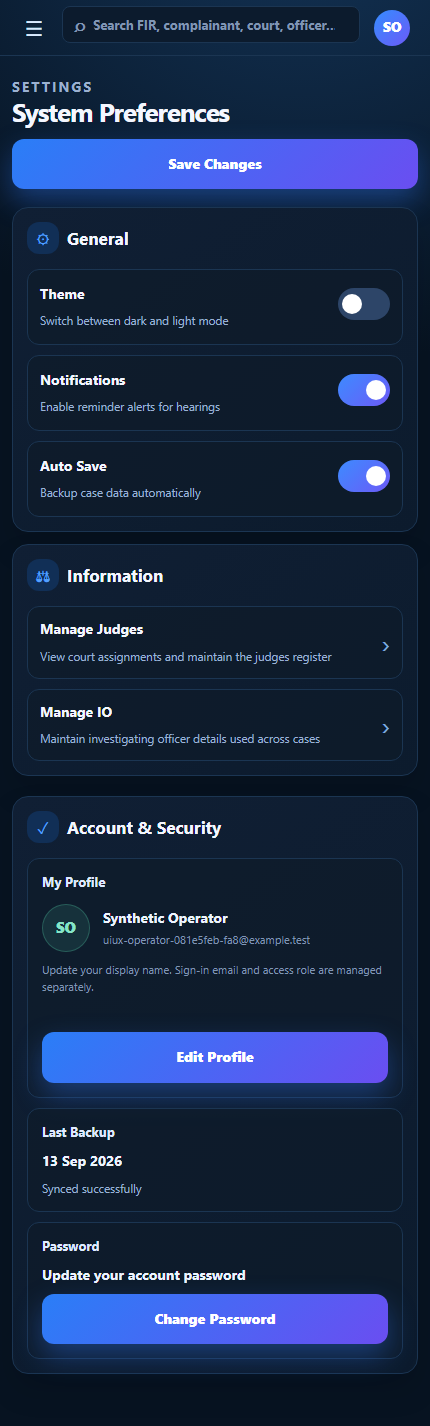 Search FIR, complainant, court, officer...
SO
SETTINGS
System Preferences
Save Changes
General
Theme
Switch between dark and light mode
Notifications
Enable reminder alerts for hearings
Auto Save
Backup case data automatically
Information
Manage Judges
View court assignments and maintain the judges register
Manage IO
Maintain investigating officer details used across cases
Account & Security
My Profile
SO
Synthetic Operator
uiux-operator-081e5feb-fa8@example.test
Update your display name. Sign-in email and access role are managed
separately.
Edit Profile
Last Backup
13 Sep 2026
Synced successfully
Password
Update your account password
Change Password